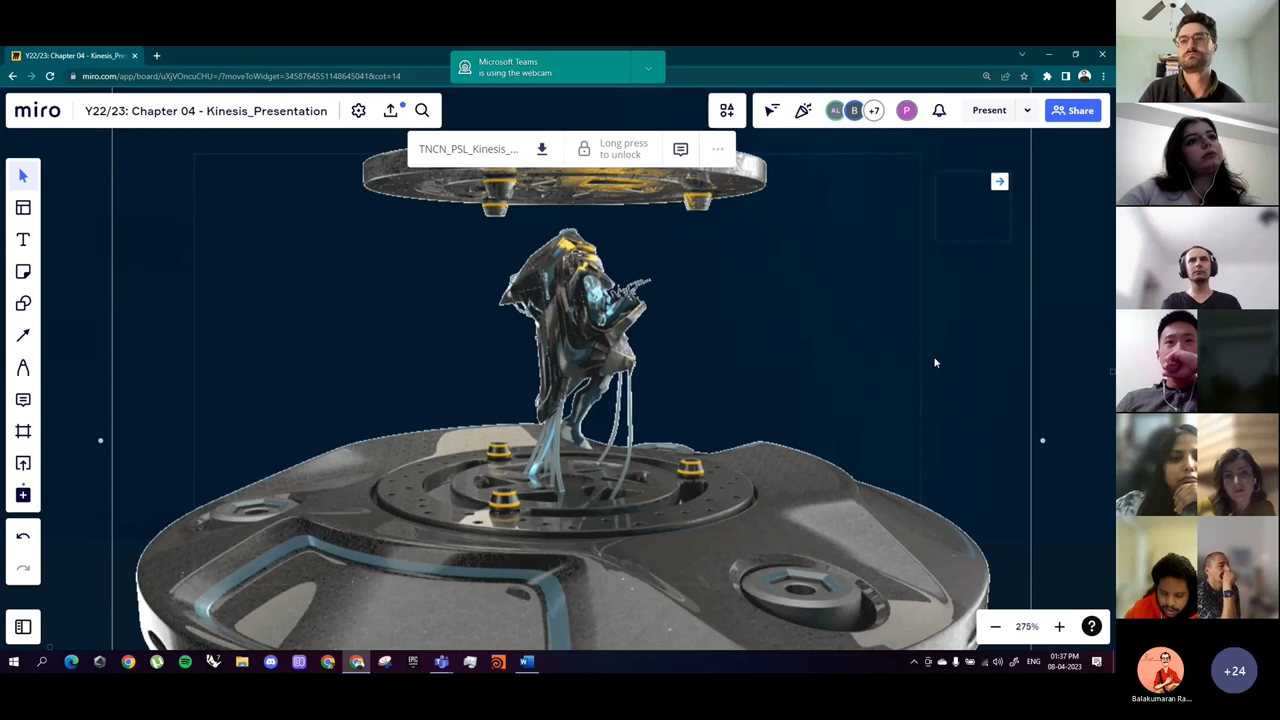 Y22/23: Chapter 04 - Kinesis_Pre
Microsoft Teams
is using the webcam
miro.com/app/board/uXjVOncuCHU=/?moveToWidget=3458764551148645041&cot=14
miro
Y22/23: Chapter 04 - Kinesis_Presentation
AL
B
+7
P
Present
Share
TNCN_PSL_Kinesis_...
Long press
to unlock
275%
ENG
01:37 PM
08-04-2023
Balakumaran Ra...
+24